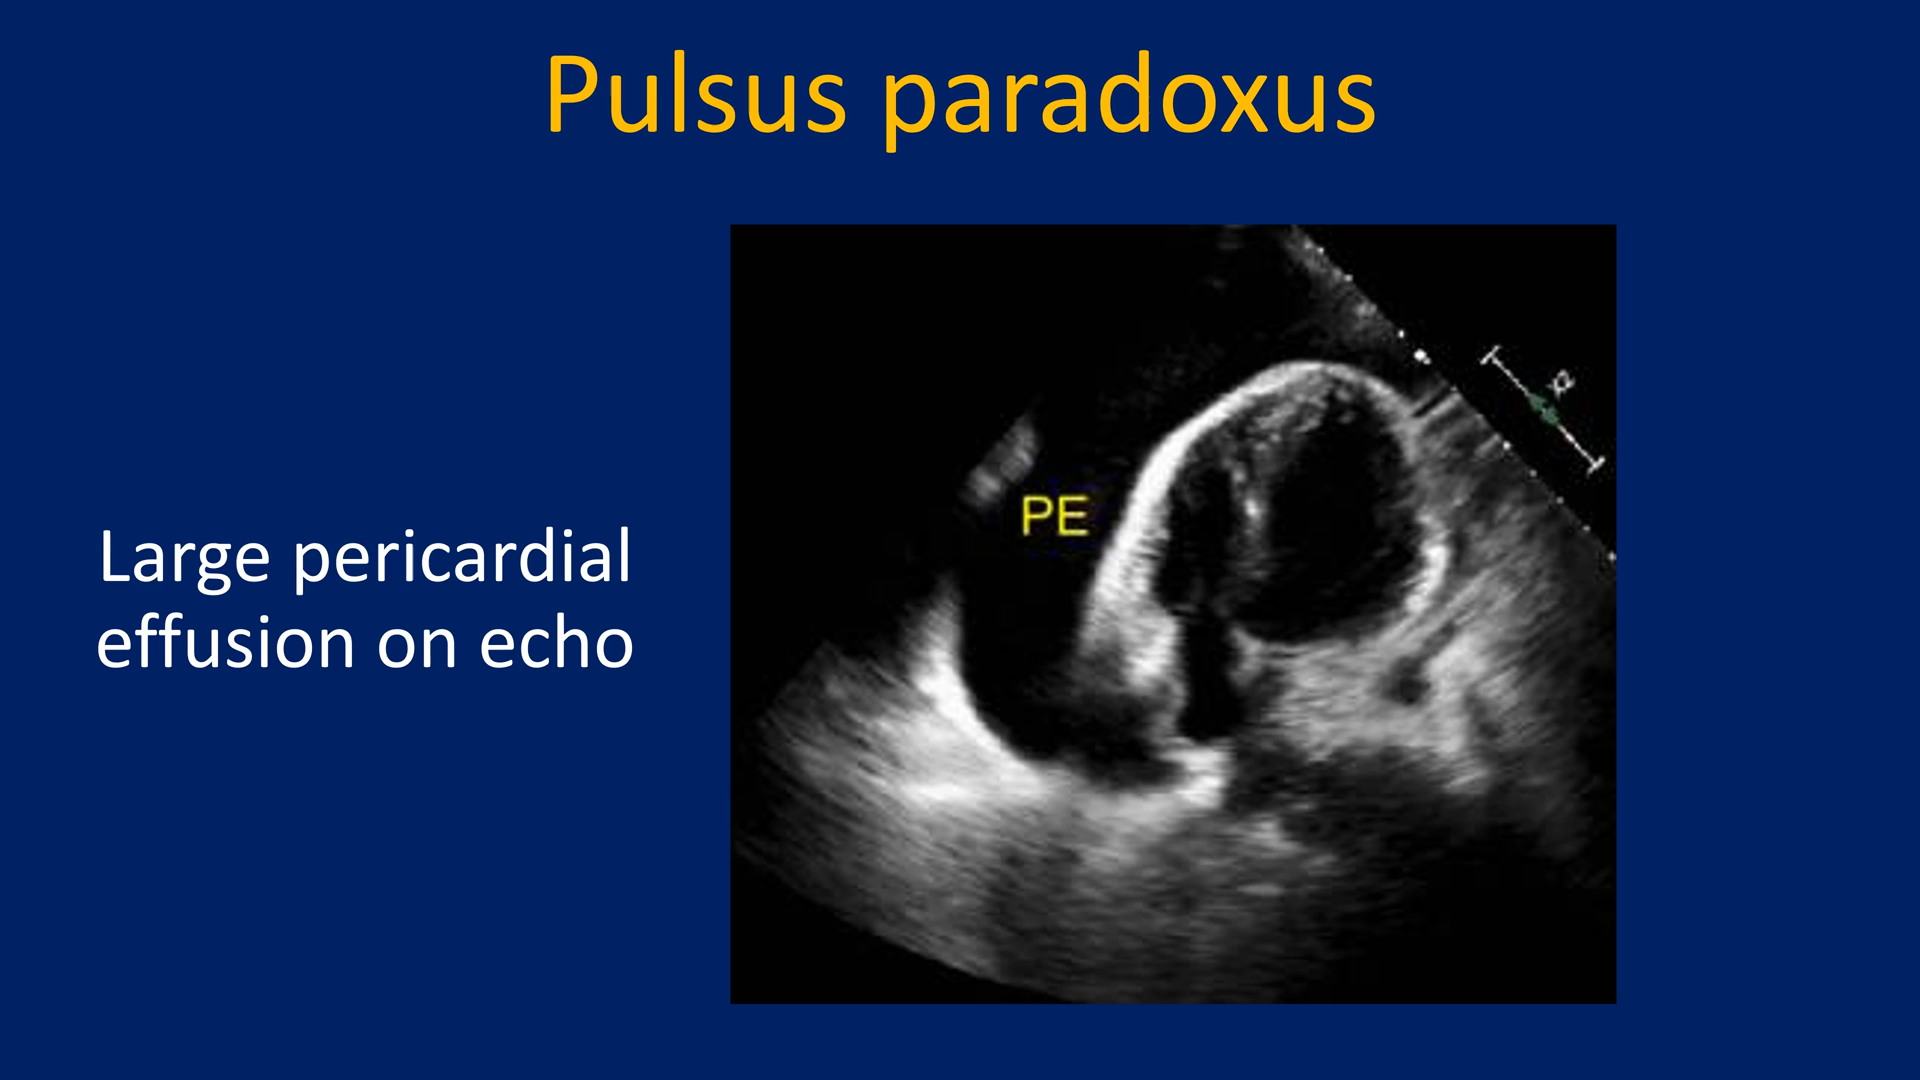 Pulsus paradoxus
Large pericardial
effusion on echo
PE